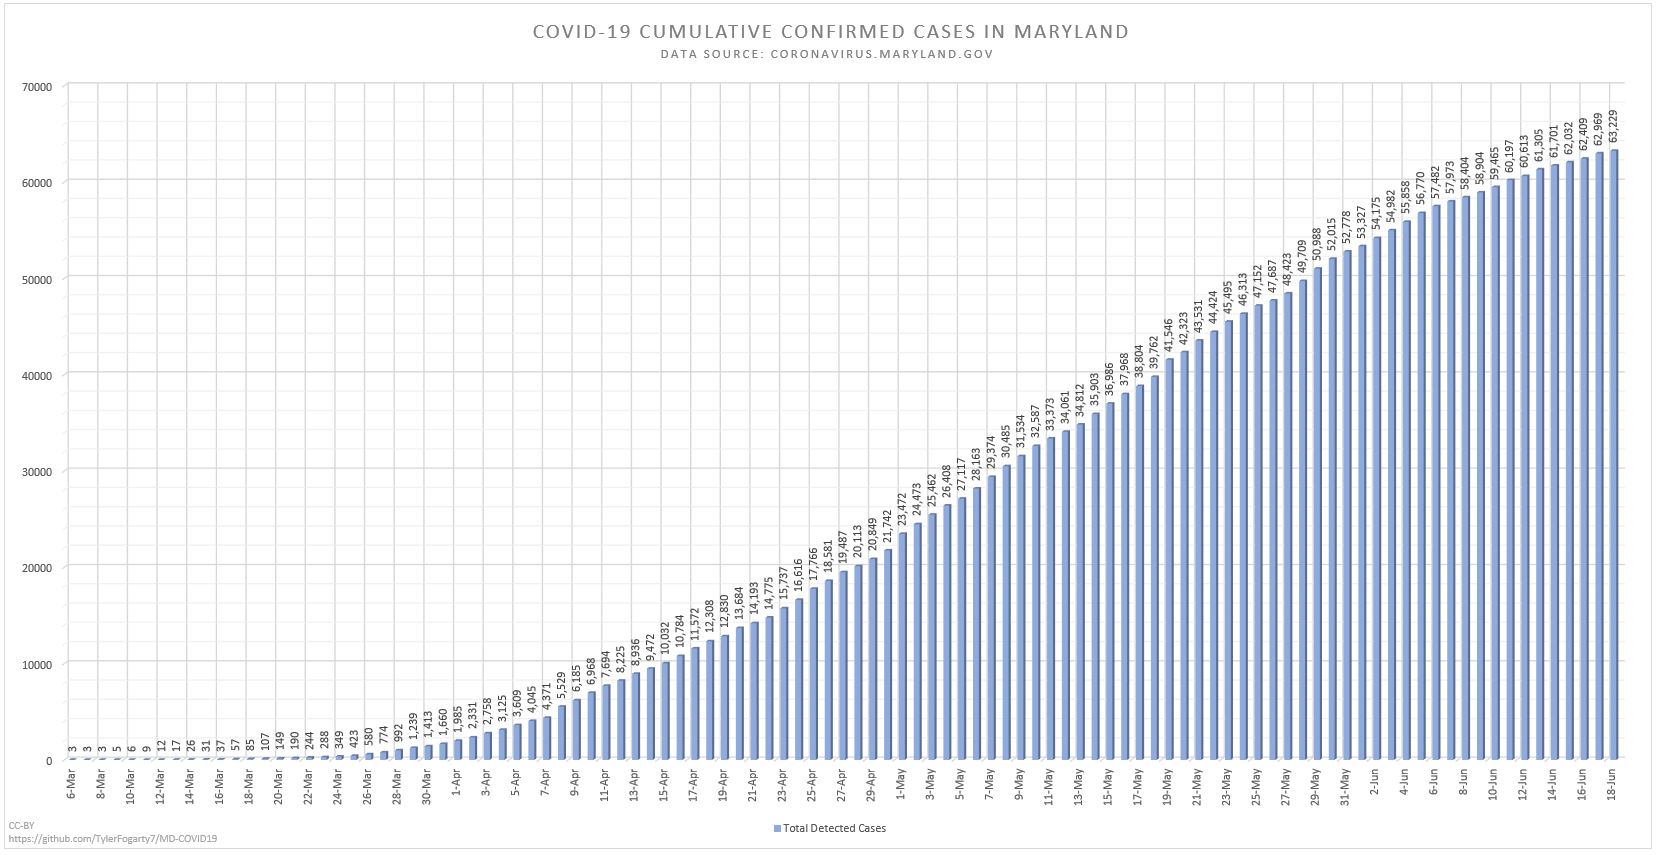 COVID-19 CUMULATIVE CONFIRMED CASES IN MARYLAND
DATA SOURCE: CORONAVIRUS.MARYLAND.GOV
70000
60000
50000
40000
30000
20000
10000
0
3 3 3 5 6 9 12 17 26 31 37 57 85 107 149 190 244 288 349 423 580 774 992 1,239 1,413 1,660 1,985 2,331 2,758 3,125 3,609 4,045 4,371 5,529 6,185 6,968 7,694 8,225 8,936 9,472 10,032 10,784 11,572 12,308 12,830 13,684 14,193 14,775 15,737 16,616 17,766 18,581 19,487 20,113 20,849 21,742 23,472 24,473 25,462 26,408 27,117 28,163 29,374 30,485 31,534 32,587 33,373 34,061 34,812 35,903 36,986 37,968 38,804 39,762 41,546 42,323 43,531 44,424 45,495 46,313 47,152 47,687 48,423 49,709 50,988 52,015 52,778 53,327 54,175 54,982 55,858 56,770 57,482 57,973 58,404 58,904 59,465 60,197 60,613 61,305 61,701 62,032 62,409 62,969 63,229
6-Mar 8-Mar 10-Mar 12-Mar 14-Mar 16-Mar 18-Mar 20-Mar 22-Mar 24-Mar 26-Mar 28-Mar 30-Mar 1-Apr 3-Apr 5-Apr 7-Apr 9-Apr 11-Apr 13-Apr 15-Apr 17-Apr 19-Apr 21-Apr 23-Apr 25-Apr 27-Apr 29-Apr 1-May 3-May 5-May 7-May 9-May 11-May 13-May 15-May 17-May 19-May 21-May 23-May 25-May 27-May 29-May 31-May 2-Jun 4-Jun 6-Jun 8-Jun 10-Jun 12-Jun 14-Jun 16-Jun 18-Jun
Total Detected Cases
CC-BY
https://github.com/TylerFogarty7/MD-COVID19